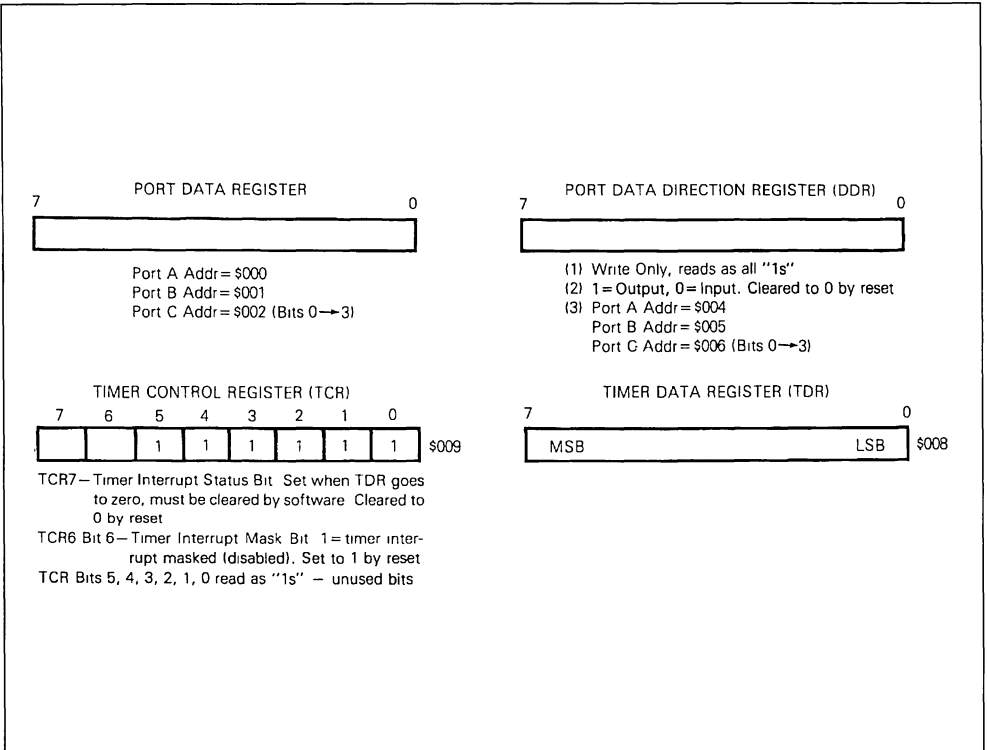 PORT DATA REGISTER
7 0
Port A Addr = $000
Port B Addr = $001
Port C Addr = $002 (Bits 0→3)
PORT DATA DIRECTION REGISTER (DDR)
7 0
(1) Write Only, reads as all "1s"
(2) 1 = Output, 0 = Input. Cleared to 0 by reset
(3) Port A Addr = $004
Port B Addr = $005
Port C Addr = $006 (Bits 0→3)
TIMER CONTROL REGISTER (TCR)
7 6 5 4 3 2 1 0
1 1 1 1 1 1 $009
TCR7—Timer Interrupt Status Bit Set when TDR goes
to zero, must be cleared by software Cleared to
0 by reset
TCR6 Bit 6—Timer Interrupt Mask Bit 1 = timer inter-
rupt masked (disabled). Set to 1 by reset
TCR Bits 5, 4, 3, 2, 1, 0 read as "1s" — unused bits
TIMER DATA REGISTER (TDR)
7 0
MSB LSB $008